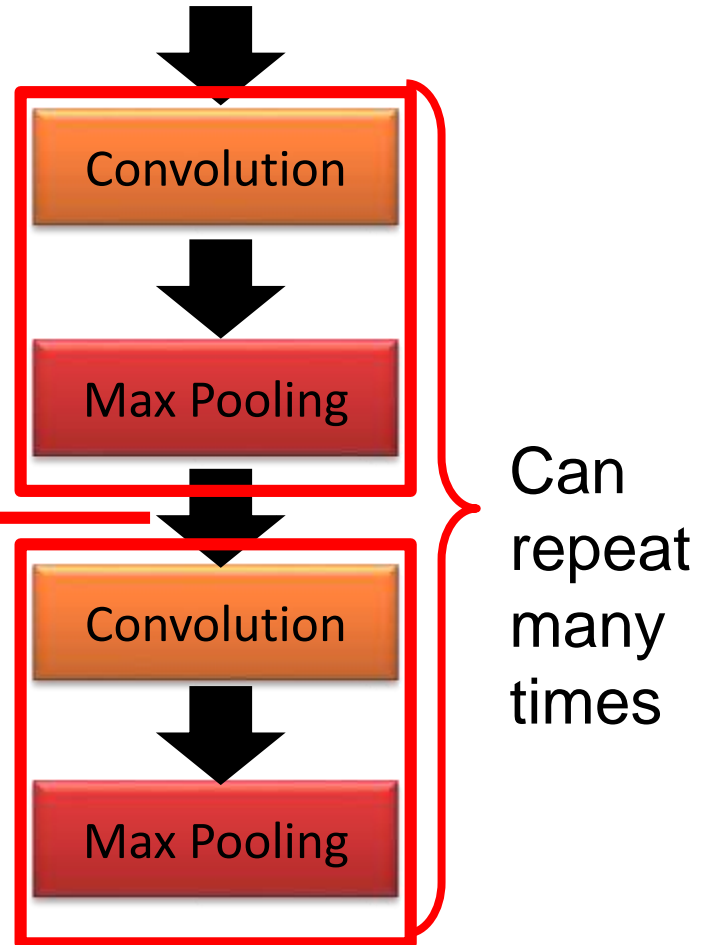 Convolution
Max Pooling
Can
repeat
many
times
Convolution
Max Pooling